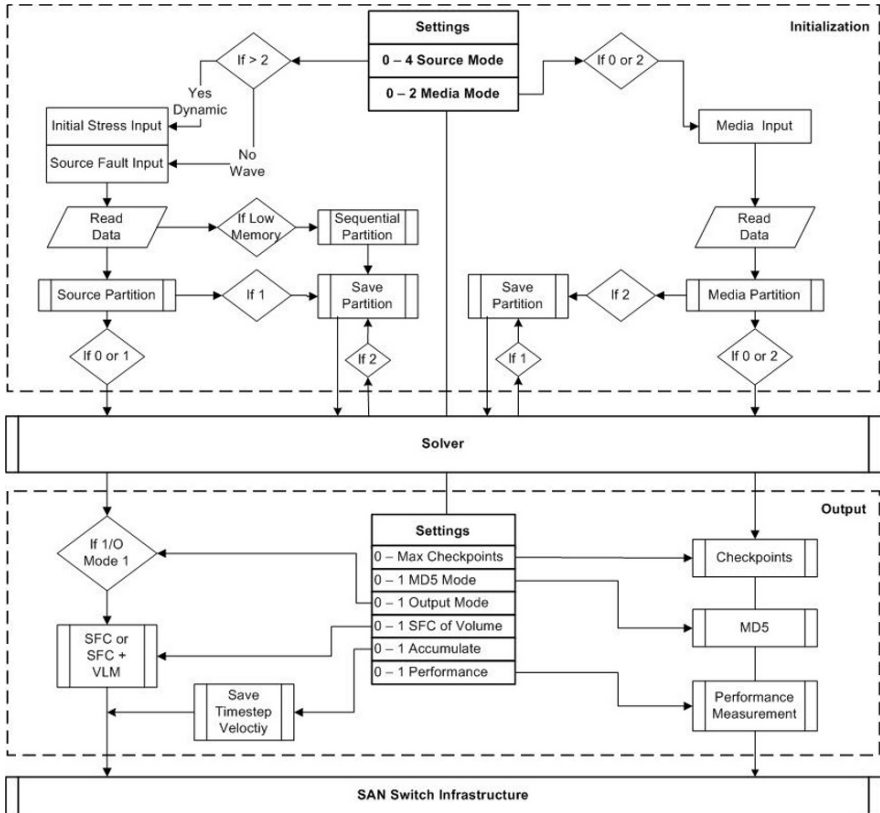 Settings
Initialization
0 – 4 Source Mode
0 – 2 Media Mode
If > 2
If 0 or 2
Yes
Dynamic
Initial Stress Input
Source Fault Input
No
Wave
Media Input
Read
Data
If Low
Memory
Sequential
Partition
Read
Data
Source Partition
If 1
Save
Partition
Save
Partition
If 2
Media Partition
If 0 or 1
If 2
If 1
If 0 or 2
Solver
Output
Settings
If 1/O
Mode 1
0 – Max Checkpoints
0 – 1 MD5 Mode
0 – 1 Output Mode
0 – 1 SFC of Volume
0 – 1 Accumulate
0 – 1 Performance
Checkpoints
MD5
SFC or
SFC +
VLM
Save
Timestep
Veloctiy
Performance
Measurement
SAN Switch Infrastructure